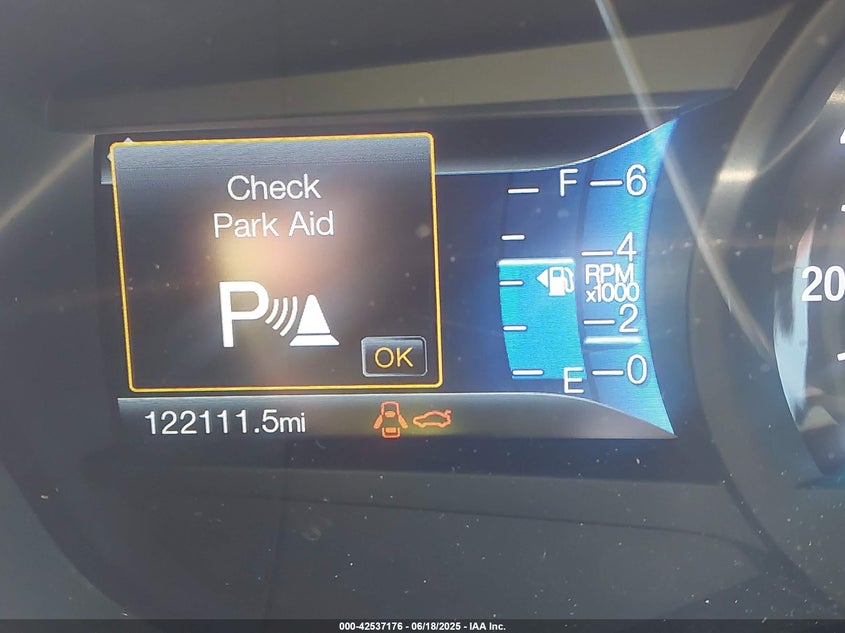 Check
Park Aid
P
OK
122111.5mi
F
E
6
4
RPM
x1000
2
0
20
000-42537176 - 06/18/2025 - IAA Inc.